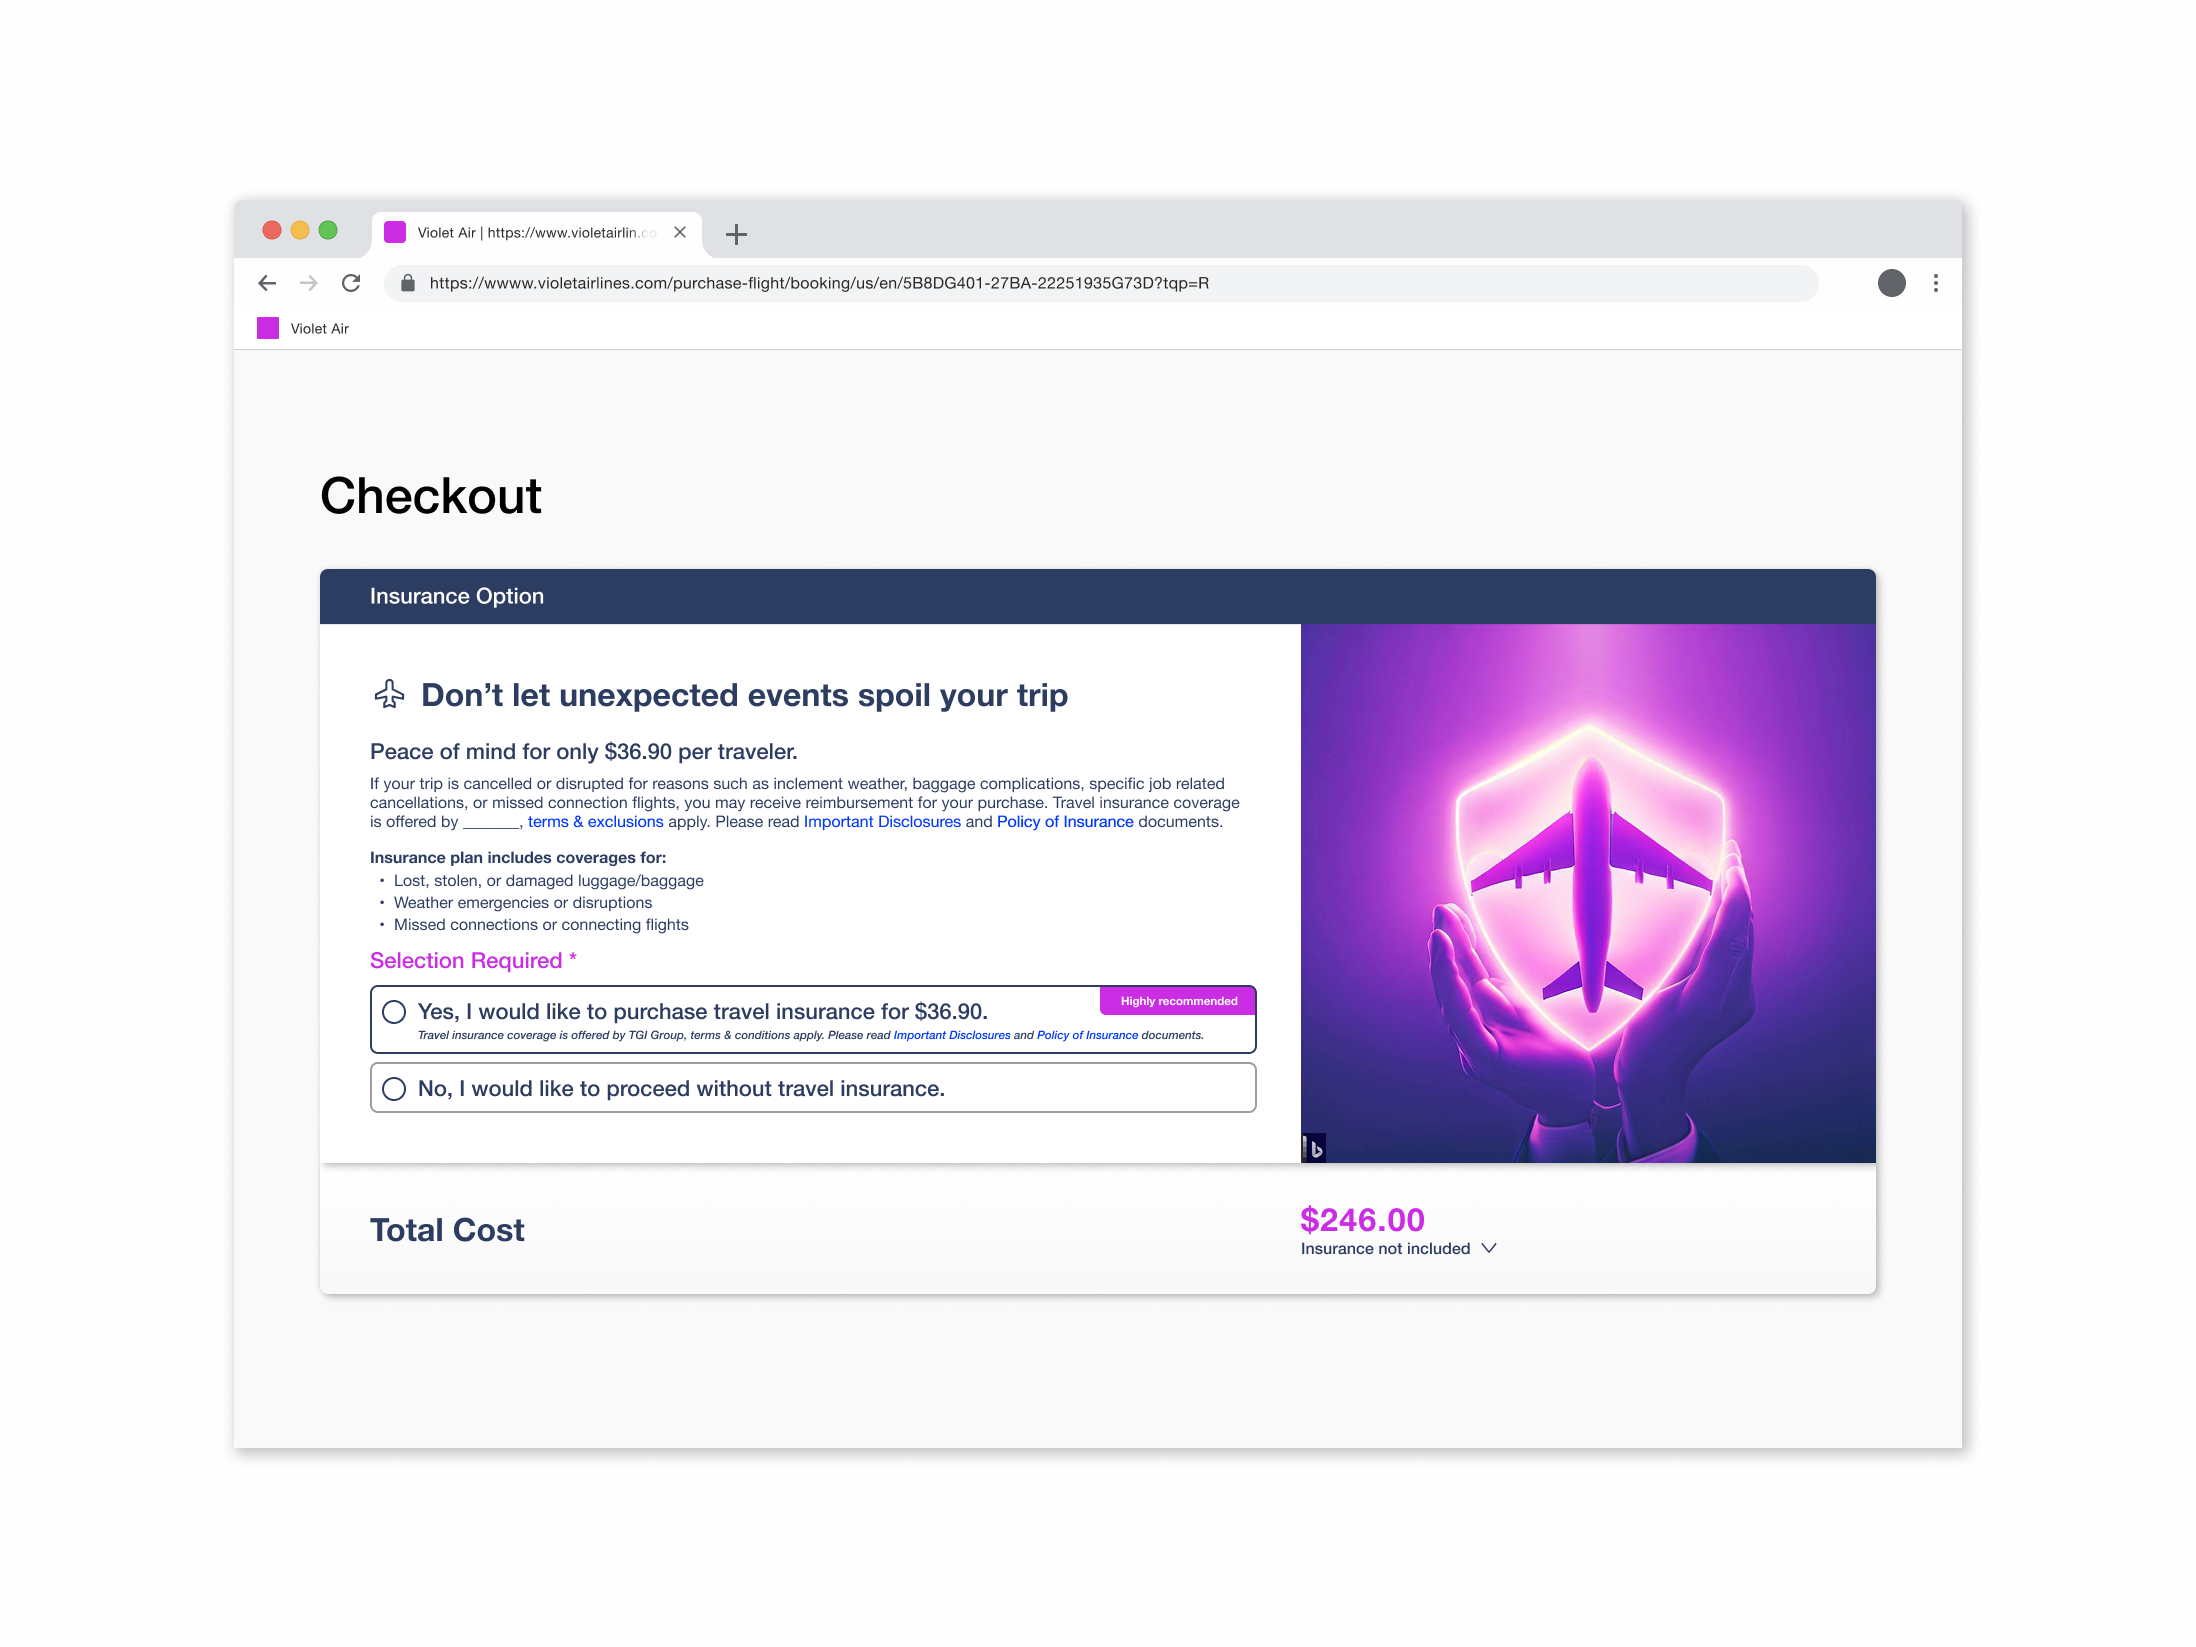 Violet Air | https://www.violetairlin.co
https://wwww.violetairlines.com/purchase-flight/booking/us/en/5B8DG401-27BA-22251935G73D?tqp=R
Violet Air
Checkout
Insurance Option
Don’t let unexpected events spoil your trip
Peace of mind for only $36.90 per traveler.
If your trip is cancelled or disrupted for reasons such as inclement weather, baggage complications, specific job related
cancellations, or missed connection flights, you may receive reimbursement for your purchase. Travel insurance coverage
is offered by _______, terms & exclusions apply. Please read Important Disclosures and Policy of Insurance documents.
Insurance plan includes coverages for:
• Lost, stolen, or damaged luggage/baggage
• Weather emergencies or disruptions
• Missed connections or connecting flights
Selection Required *
Yes, I would like to purchase travel insurance for $36.90.
Highly recommended
Travel insurance coverage is offered by TGI Group, terms & conditions apply. Please read Important Disclosures and Policy of Insurance documents.
No, I would like to proceed without travel insurance.
Total Cost
$246.00
Insurance not included